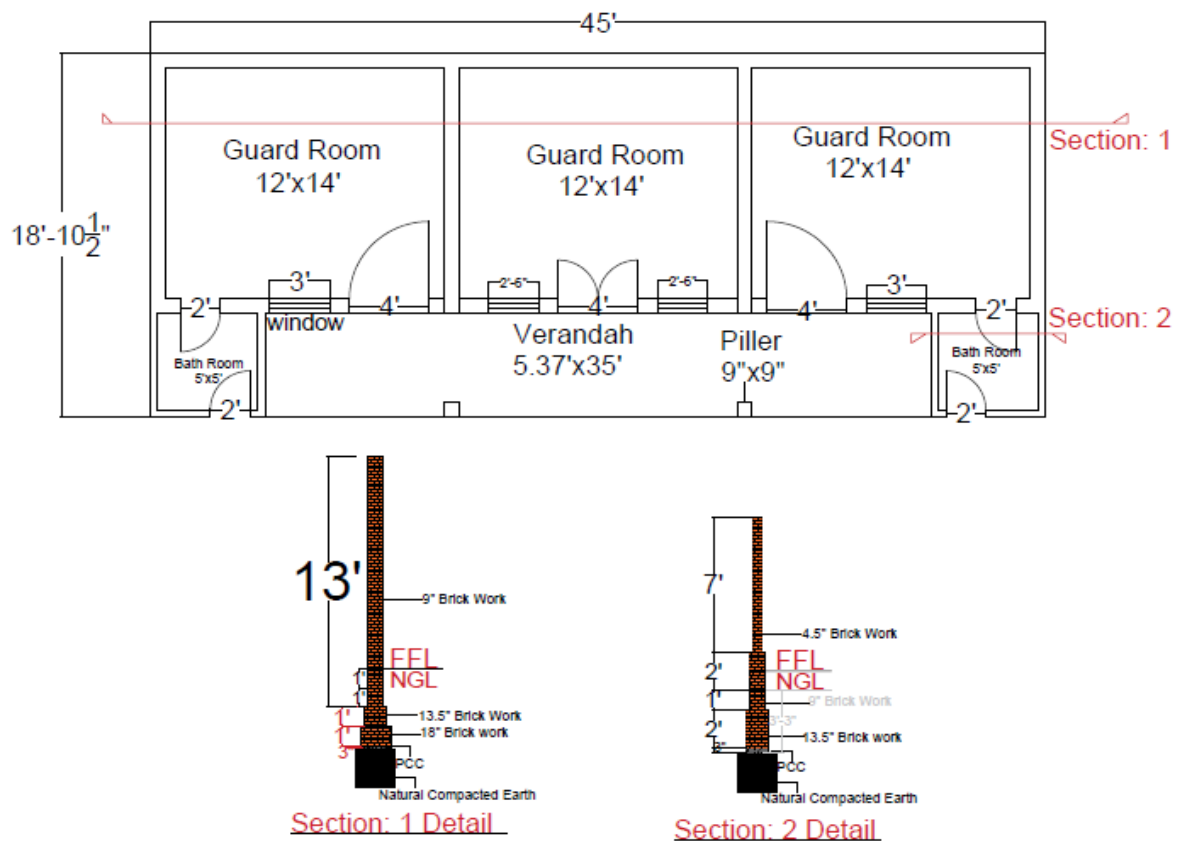 45'
Guard Room
12'x14'
Guard Room
12'x14'
Guard Room
12'x14'
Section: 1
18'-10 1/2"
3'
4'
2'-6"
4'
2'-6"
4'
3'
2'
2'
window
Verandah
5.37'x35'
Piller
9"x9"
Section: 2
Bath Room
5'x5'
2'
Bath Room
5'x5'
2'
13'
9" Brick Work
FFL
NGL
1'
1'
1'
13.5" Brick Work
1'
18" Brick work
3"
PCC
Natural Compacted Earth
Section: 1 Detail
7'
4.5" Brick Work
FFL
2'
NGL
1'
9" Brick Work
2'
3'-3"
13.5" Brick work
3"
PCC
Natural Compacted Earth
Section: 2 Detail